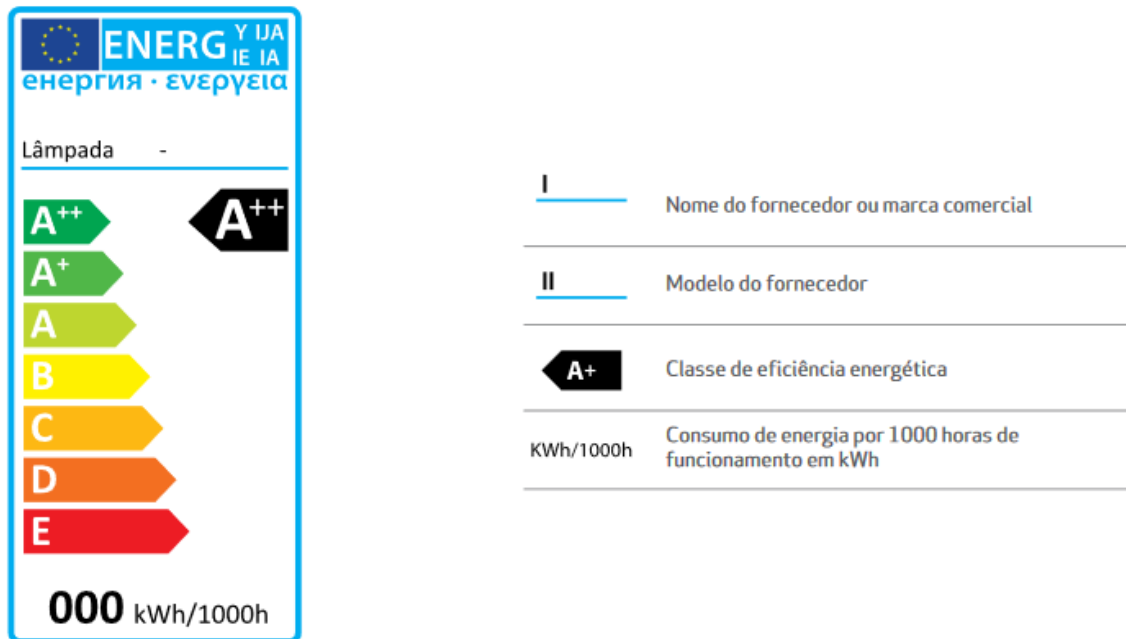 ENERG Y IJA
IE IA
енергия · ενεργεια
Lâmpada -
A++ A++
A+
A
B
C
D
E
000 kWh/1000h
I
Nome do fornecedor ou marca comercial
II
Modelo do fornecedor
A+
Classe de eficiência energética
KWh/1000h
Consumo de energia por 1000 horas de
funcionamento em kWh